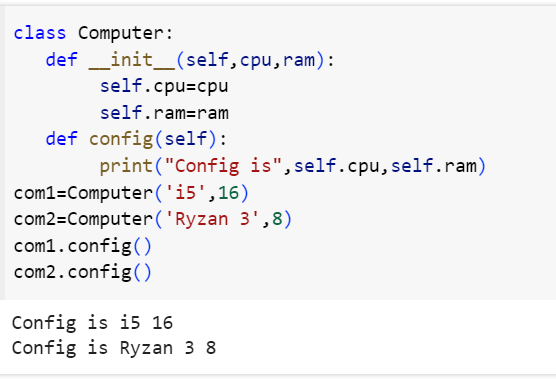 class Computer:
   def __init__(self,cpu,ram):
        self.cpu=cpu
        self.ram=ram
   def config(self):
        print("Config is",self.cpu,self.ram)
com1=Computer('i5',16)
com2=Computer('Ryzan 3',8)
com1.config()
com2.config()
Config is i5 16
Config is Ryzan 3 8